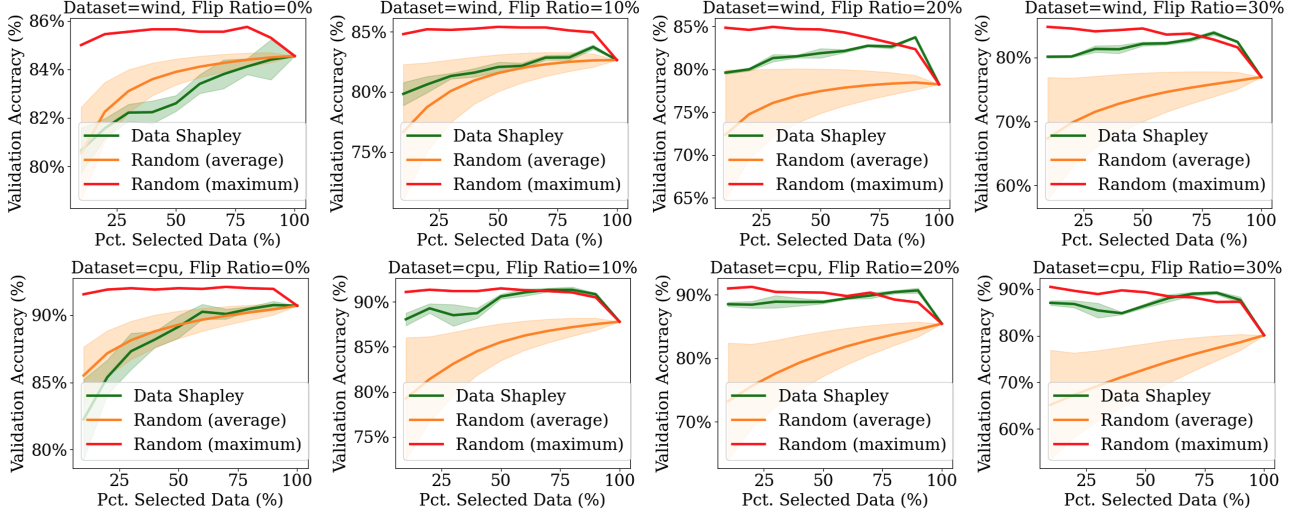 Dataset=wind, Flip Ratio=0%
Validation Accuracy (%)
86%
84%
82%
80%
Data Shapley
Random (average)
Random (maximum)
25
50
75
100
Pct. Selected Data (%)
Dataset=wind, Flip Ratio=10%
Validation Accuracy (%)
85%
80%
75%
Data Shapley
Random (average)
Random (maximum)
25
50
75
100
Pct. Selected Data (%)
Dataset=wind, Flip Ratio=20%
Validation Accuracy (%)
85%
80%
75%
70%
65%
Data Shapley
Random (average)
Random (maximum)
25
50
75
100
Pct. Selected Data (%)
Dataset=wind, Flip Ratio=30%
Validation Accuracy (%)
80%
70%
60%
Data Shapley
Random (average)
Random (maximum)
25
50
75
100
Pct. Selected Data (%)
Dataset=cpu, Flip Ratio=0%
Validation Accuracy (%)
90%
85%
80%
Data Shapley
Random (average)
Random (maximum)
25
50
75
100
Pct. Selected Data (%)
Dataset=cpu, Flip Ratio=10%
Validation Accuracy (%)
90%
85%
80%
75%
Data Shapley
Random (average)
Random (maximum)
25
50
75
100
Pct. Selected Data (%)
Dataset=cpu, Flip Ratio=20%
Validation Accuracy (%)
90%
80%
70%
Data Shapley
Random (average)
Random (maximum)
25
50
75
100
Pct. Selected Data (%)
Dataset=cpu, Flip Ratio=30%
Validation Accuracy (%)
90%
80%
70%
60%
Data Shapley
Random (average)
Random (maximum)
25
50
75
100
Pct. Selected Data (%)